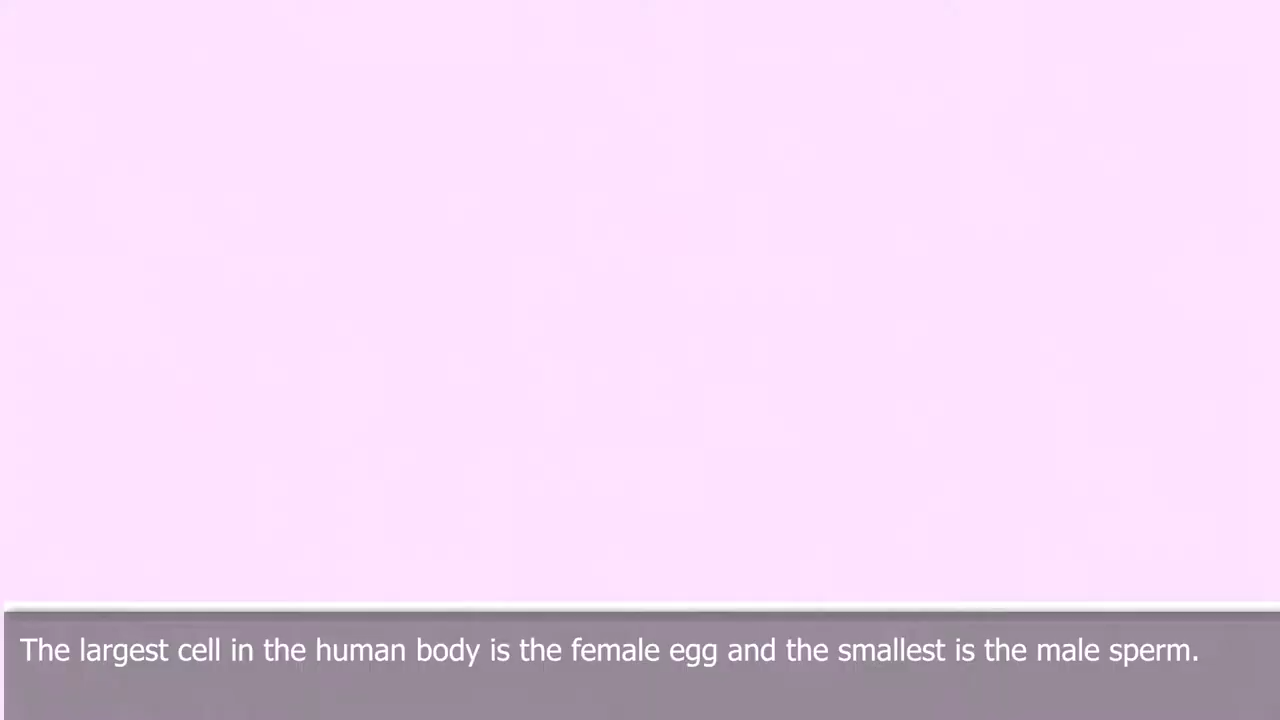 The largest cell in the human body is the female egg and the smallest is the male sperm.